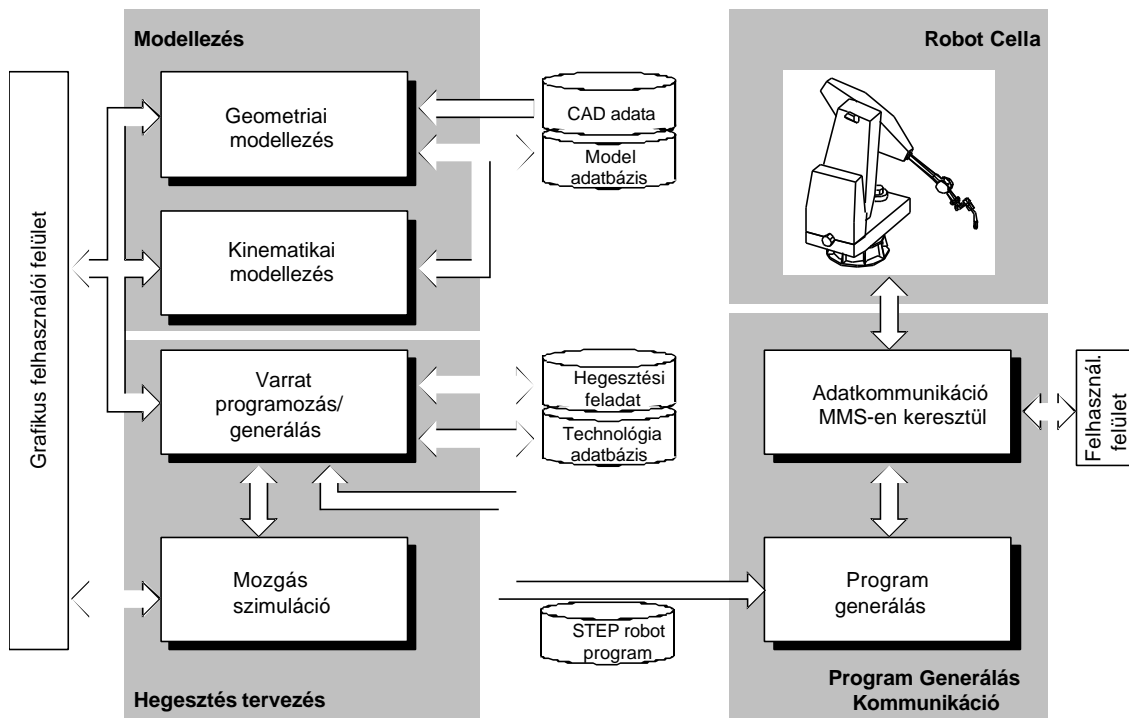 Modellezés
Robot Cella
Grafikus felhasználói felület
Geometriai
modellezés
CAD adata
Model
adatbázis
Kinematikai
modellezés
Varrat
programozás/
generálás
Hegesztési
feladat
Technológia
adatbázis
Adatkommunikáció
MMS-en keresztül
Felhasznál.
felület
Mozgás
szimuláció
STEP robot
program
Program
generálás
Hegesztés tervezés
Program Generálás
Kommunikáció